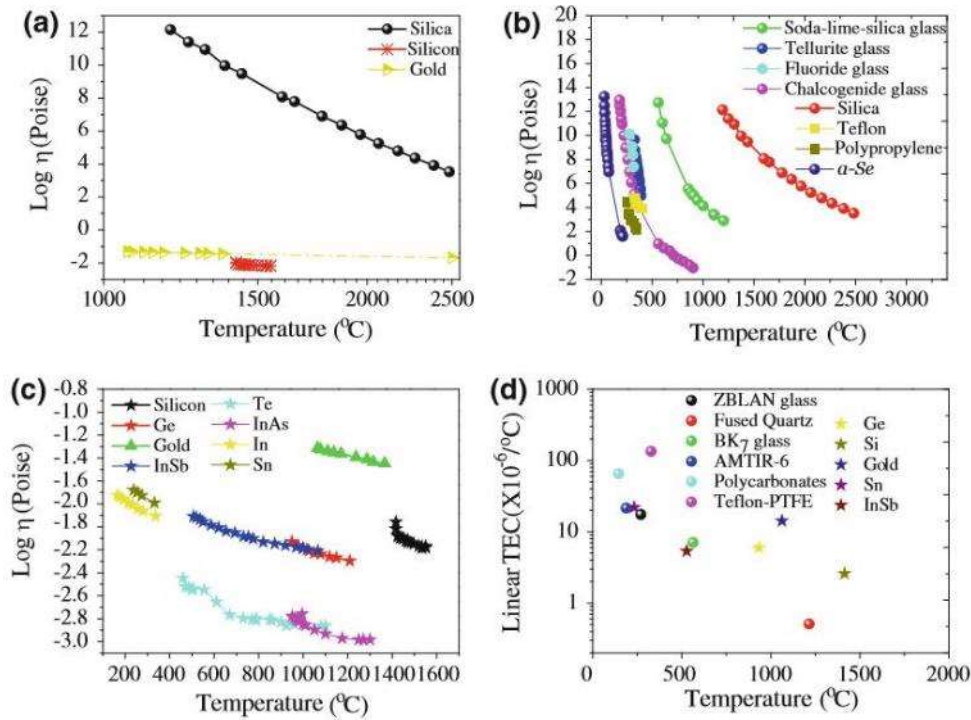 (a)
12
10
8
6
4
2
0
-2
Log η (Poise)
Silica
Silicon
Gold
1000
1500
2000
2500
Temperature (⁰C)
(b)
20
18
16
14
12
10
8
6
4
2
0
-2
Log η (Poise)
Soda-lime-silica glass
Tellurite glass
Fluoride glass
Chalcogenide glass
Silica
Teflon
Polypropylene
a-Se
0
500
1000 1500 2000 2500 3000
Temperature (⁰C)
(c)
-0.8
-1.0
-1.2
-1.4
-1.6
-2.0
-1.8
-2.2
-2.6
-2.8
-3.0
Log η (Poise)
Silicon
Ge
Gold
InSb
Te
InAs
In
Sn
200 400 600 800 1000 1200 1400 1600
Temperature (⁰C)
(d)
1000
100
10
1
Linear TEC(X10⁻⁶/⁰C)
ZBLAN glass
Fused Quartz
BK₇ glass
AMTIR-6
Polycarbonates
Teflon-PTFE
Ge
Si
Gold
Sn
InSb
0
500
1000
1500
2000
Temperature (⁰C)